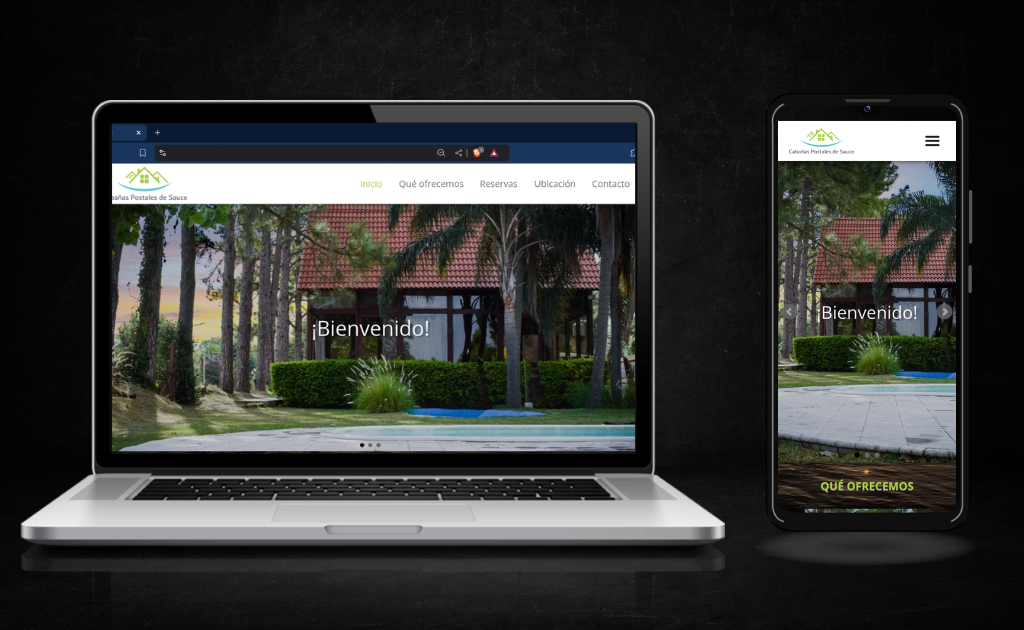 bañas Postales de Sauce
Inicio
Qué ofrecemos
Reservas
Ubicación
Contacto
¡Bienvenido!
Cabañas Postales de Sauce
¡Bienvenido!
QUÉ OFRECEMOS